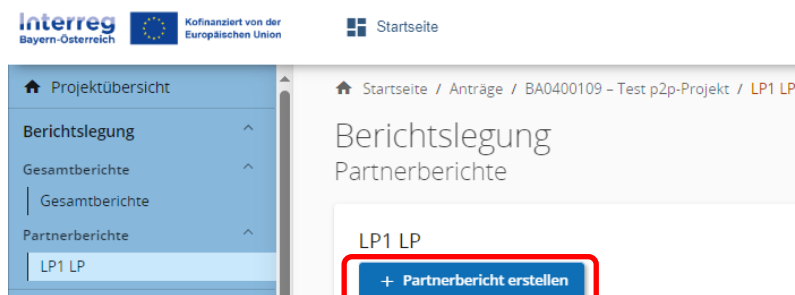 Interreg
Bayern-Österreich
Kofinanziert von der
Europäischen Union
Startseite
Projektübersicht
Berichtslegung
Gesamtberichte
Gesamtberichte
Partnerberichte
LP1 LP
Startseite / Anträge / BA0400109 – Test p2p-Projekt / LP1 LP
Berichtslegung
Partnerberichte
LP1 LP
+ Partnerbericht erstellen